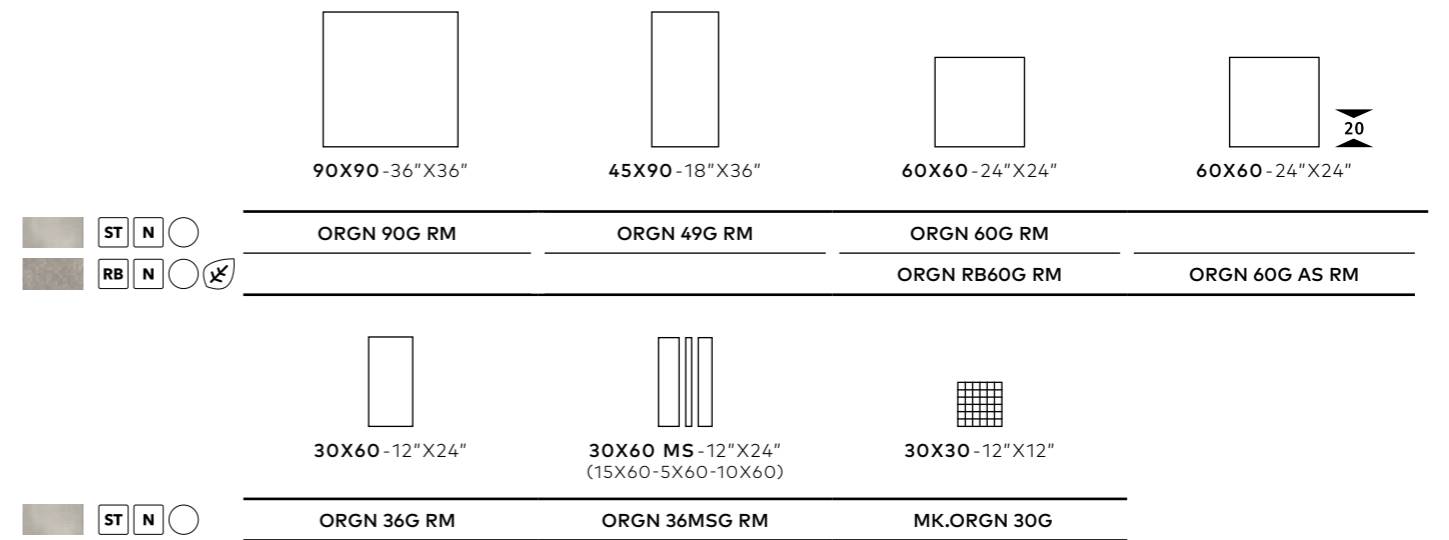 20
90X90-36"X36" 45X90-18"X36" 60X60-24"X24" 60X60-24"X24"
ST N ORGN 90G RM ORGN 49G RM ORGN 60G RM
RB N ORGN RB60G RM ORGN 60G AS RM
30X60-12"X24" 30X60 MS-12"X24" 30X30-12"X12"
(15X60-5X60-10X60)
ST N ORGN 36G RM ORGN 36MSG RM MK.ORGN 30G